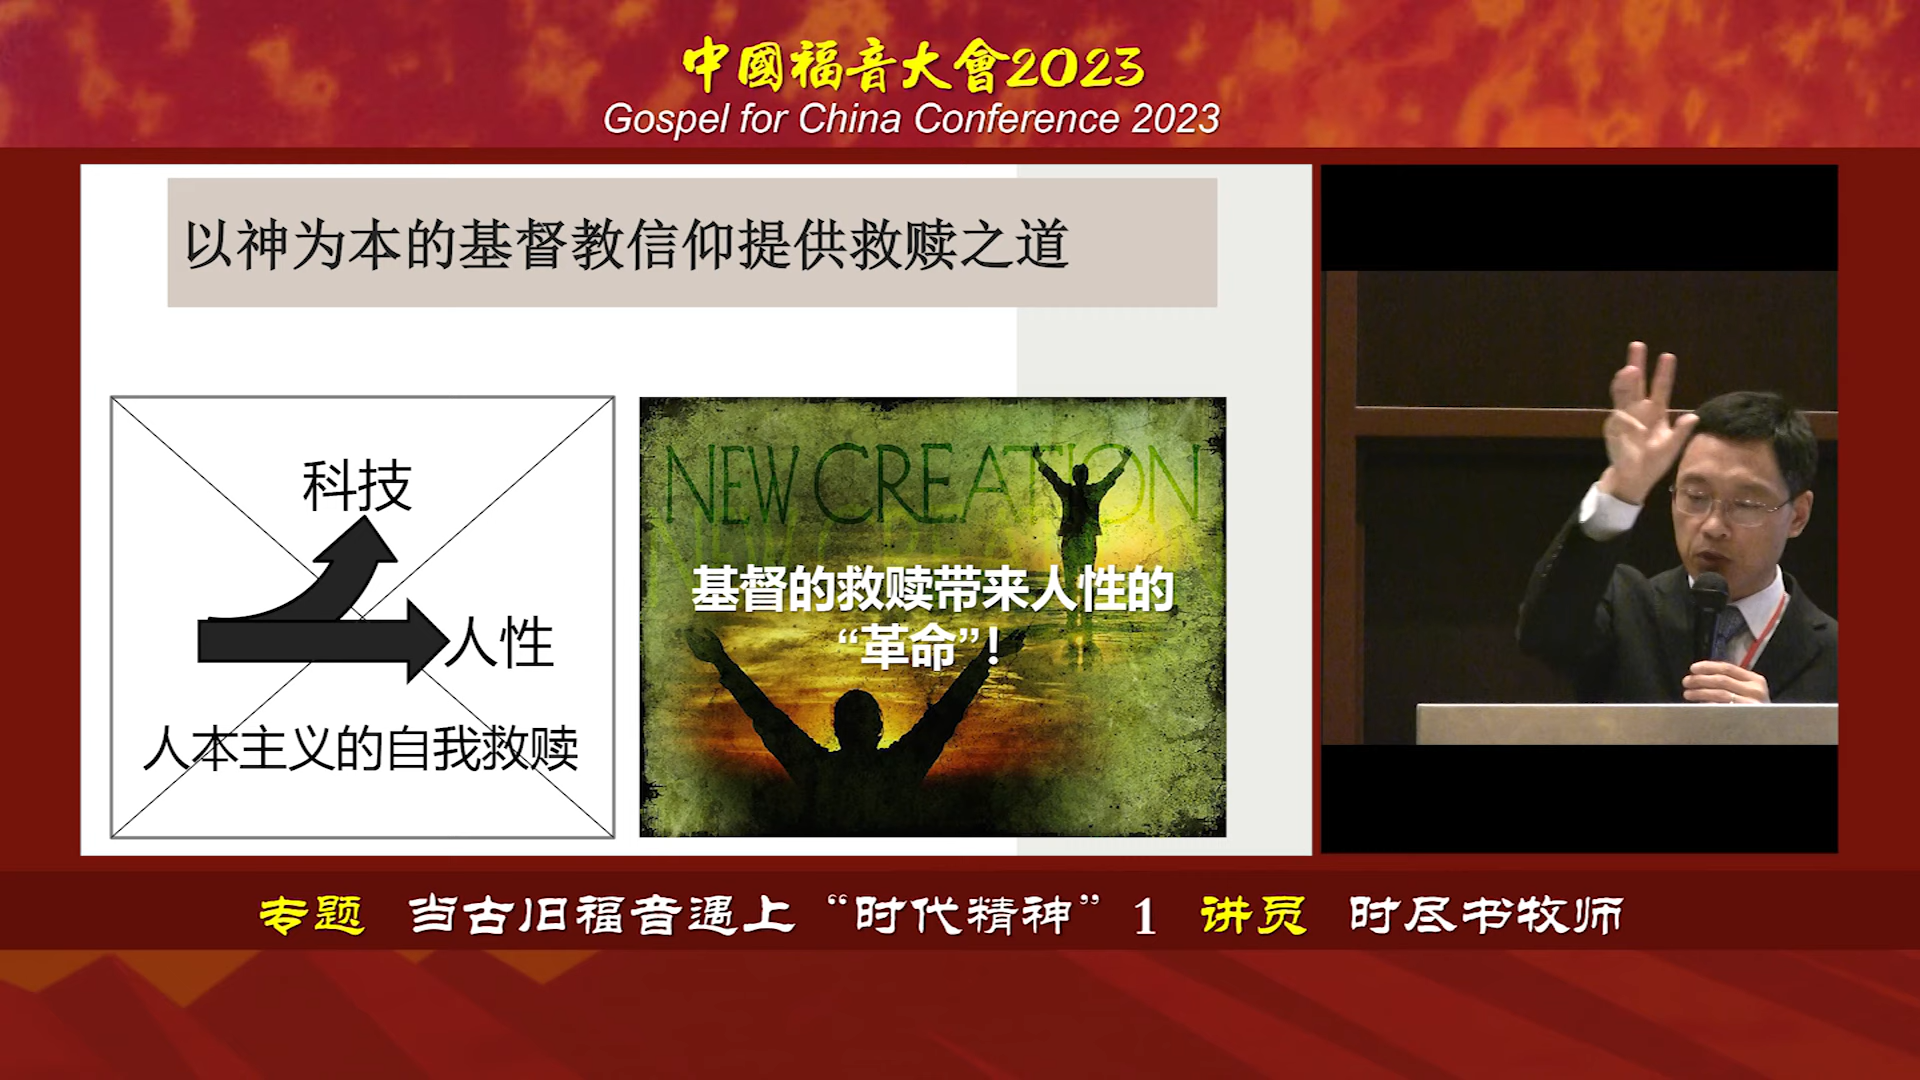 中國福音大會2023
Gospel for China Conference 2023
以神为本的基督教信仰提供救赎之道
科技
人性
人本主义的自我救赎
NEW CREATION
基督的救赎带来人性的
“革命”！
专题 当古旧福音遇上“时代精神”1 讲员 时尽书牧师